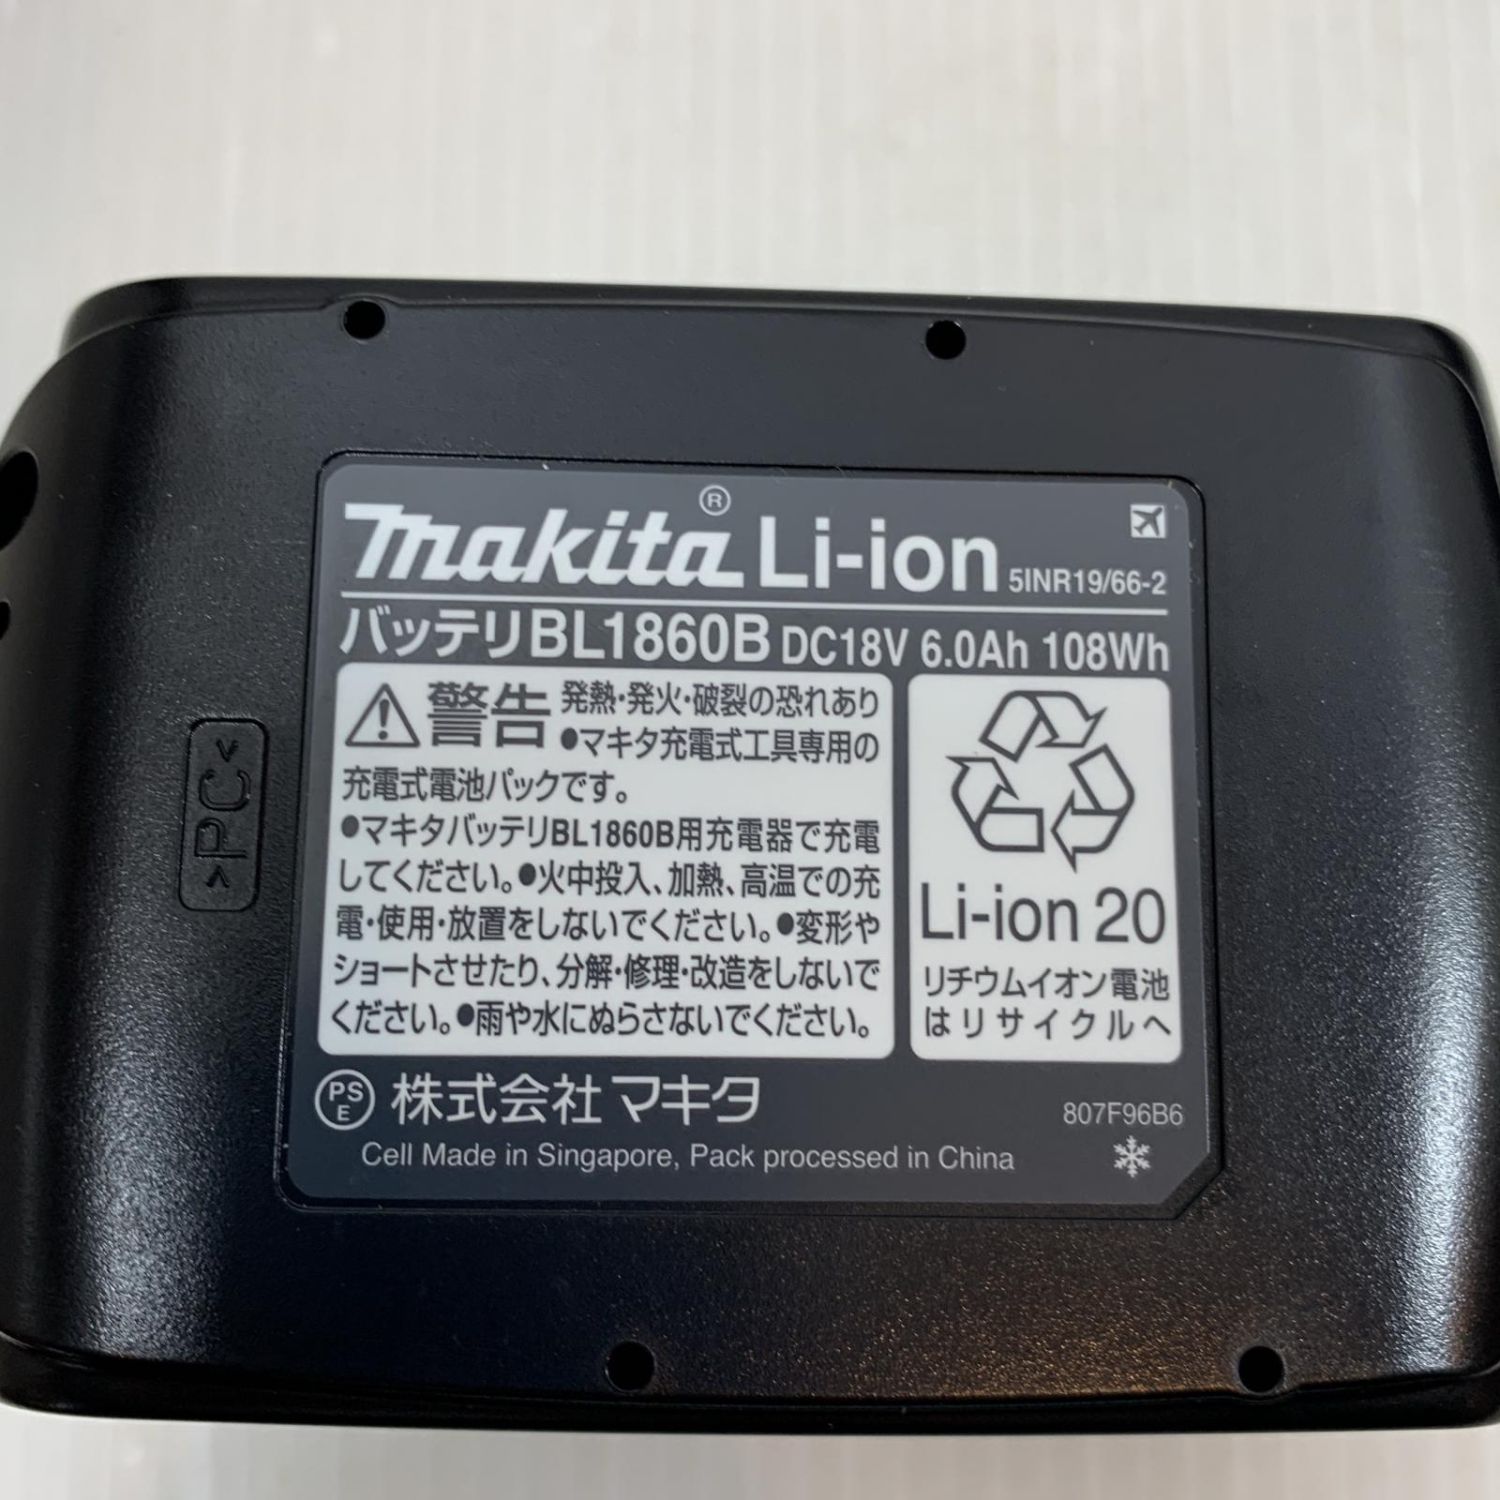 makita® Li-ion 5INR19/66-2
バッテリBL1860B DC18V 6.0Ah 108Wh
警告 発熱・発火・破裂の恐れあり
●マキタ充電式工具専用の
充電式電池パックです。
●マキタバッテリBL1860B用充電器で充電
してください。●火中投入、加熱、高温での充
電・使用・放置をしないでください。●変形や
ショートさせたり、分解・修理・改造をしないで
ください。●雨や水にぬらさないでください。
Li-ion 20
リチウムイオン電池
はリサイクルへ
PS
E
株式会社マキタ
807F96B6
Cell Made in Singapore, Pack processed in China
>PC<